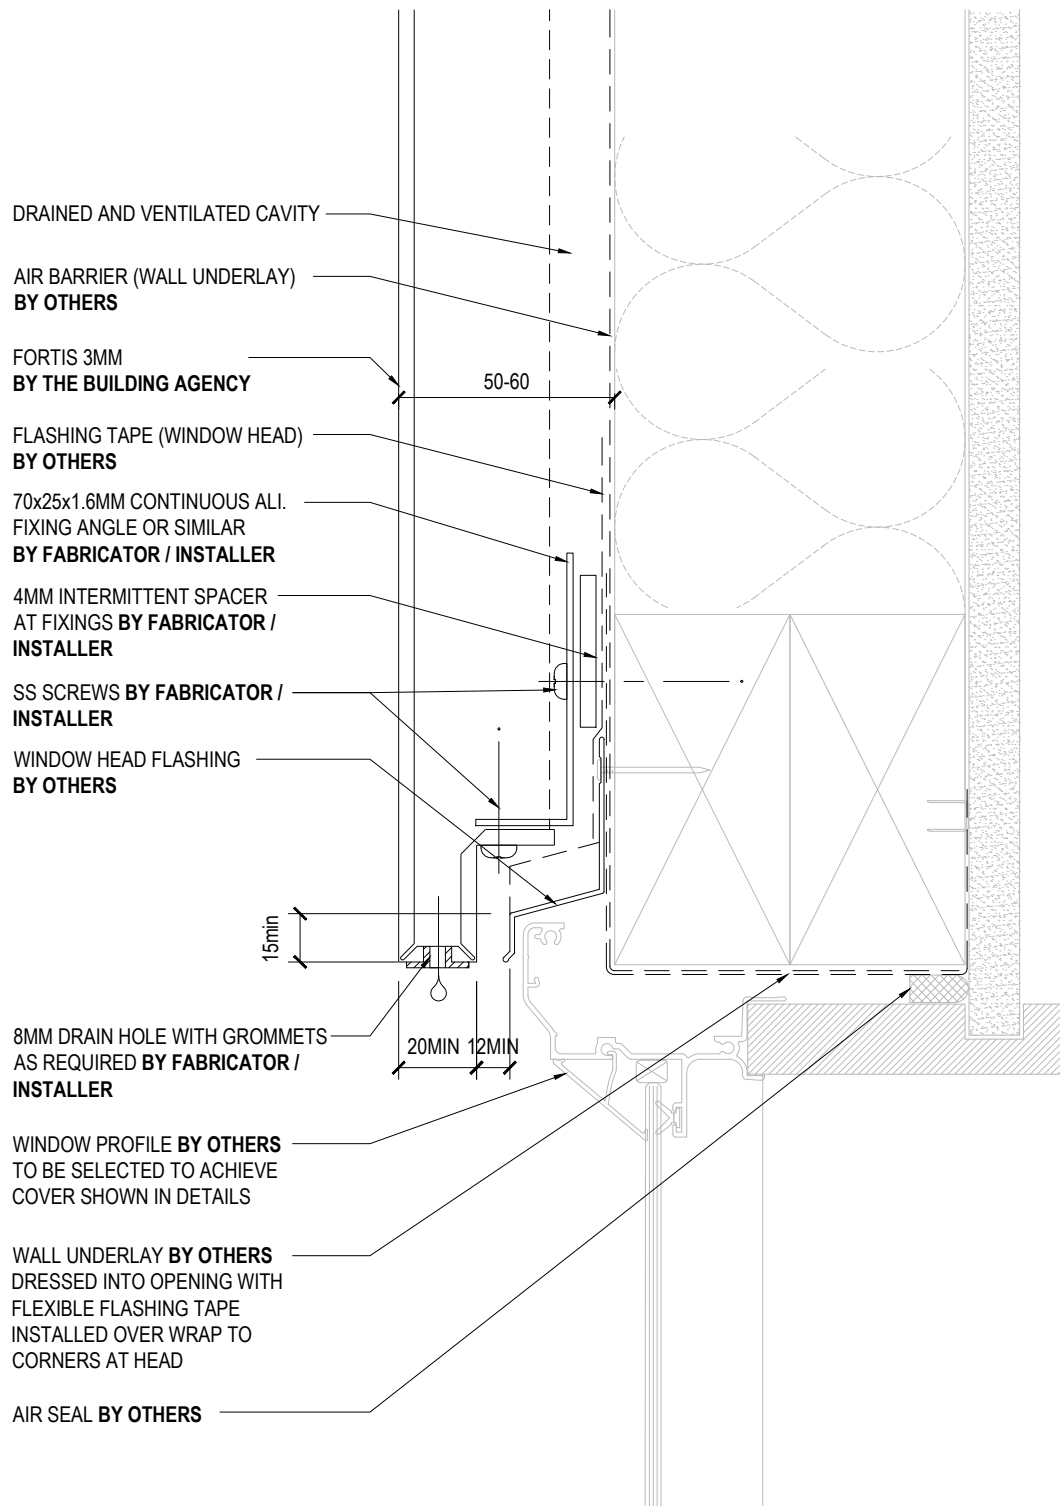 DRAINED AND VENTILATED CAVITY
AIR BARRIER (WALL UNDERLAY)
BY OTHERS
FORTIS 3MM
BY THE BUILDING AGENCY
50-60
FLASHING TAPE (WINDOW HEAD)
BY OTHERS
70x25x1.6MM CONTINUOUS ALI.
FIXING ANGLE OR SIMILAR
BY FABRICATOR / INSTALLER
4MM INTERMITTENT SPACER
AT FIXINGS BY FABRICATOR /
INSTALLER
SS SCREWS BY FABRICATOR /
INSTALLER
WINDOW HEAD FLASHING
BY OTHERS
15min
8MM DRAIN HOLE WITH GROMMETS
AS REQUIRED BY FABRICATOR /
INSTALLER
20MIN
12MIN
WINDOW PROFILE BY OTHERS
TO BE SELECTED TO ACHIEVE
COVER SHOWN IN DETAILS
WALL UNDERLAY BY OTHERS
DRESSED INTO OPENING WITH
FLEXIBLE FLASHING TAPE
INSTALLED OVER WRAP TO
CORNERS AT HEAD
AIR SEAL BY OTHERS